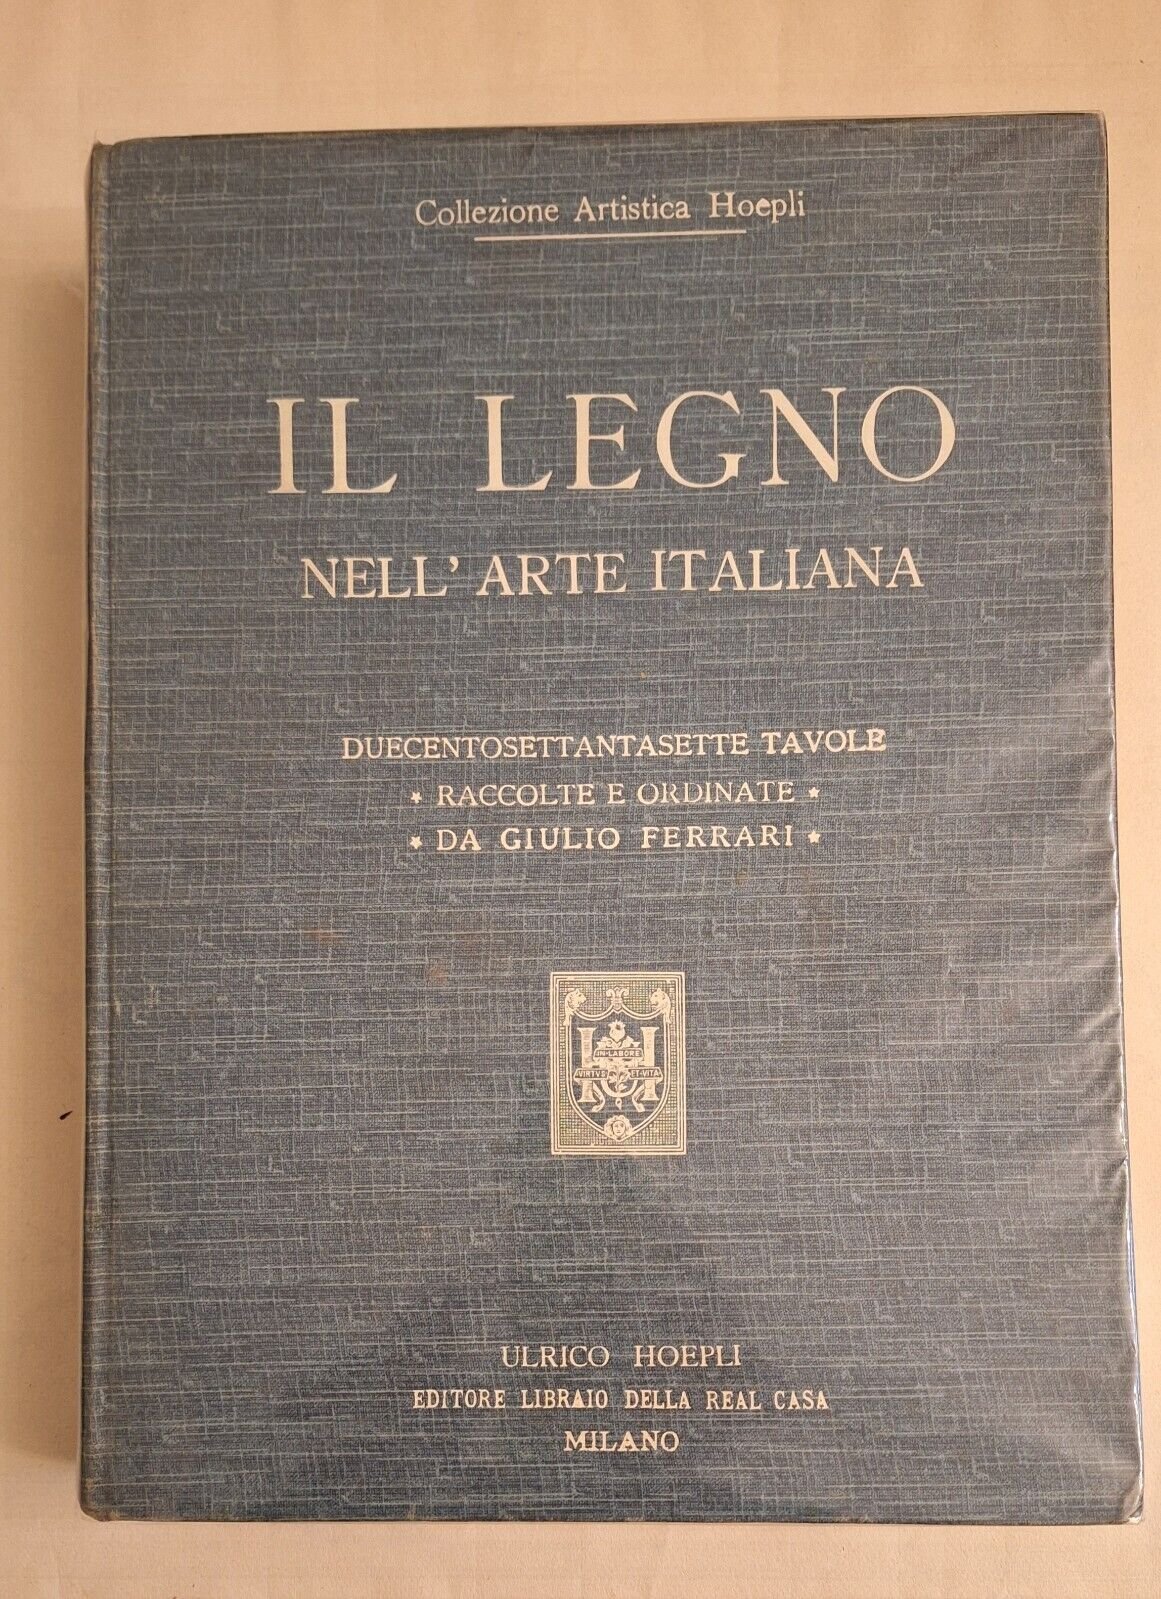 Collezione Artistica Hoepli
IL LEGNO
NELL' ARTE ITALIANA
DUECENTOSETTANTASETTE TAVOLE
* RACCOLTE E ORDINATE *
* DA GIULIO FERRARI *
IN·LABORE
VIRTVS ET·VITA
ULRICO HOEPLI
EDITORE LIBRAIO DELLA REAL CASA
MILANO